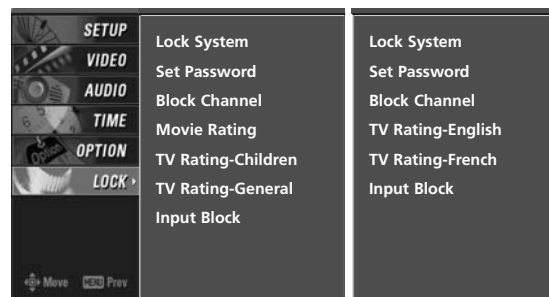 SETUP
VIDEO
AUDIO
TIME
OPTION
LOCK
Move MENU Prev
Lock System
Set Password
Block Channel
Movie Rating
TV Rating-Children
TV Rating-General
Input Block
Lock System
Set Password
Block Channel
TV Rating-English
TV Rating-French
Input Block